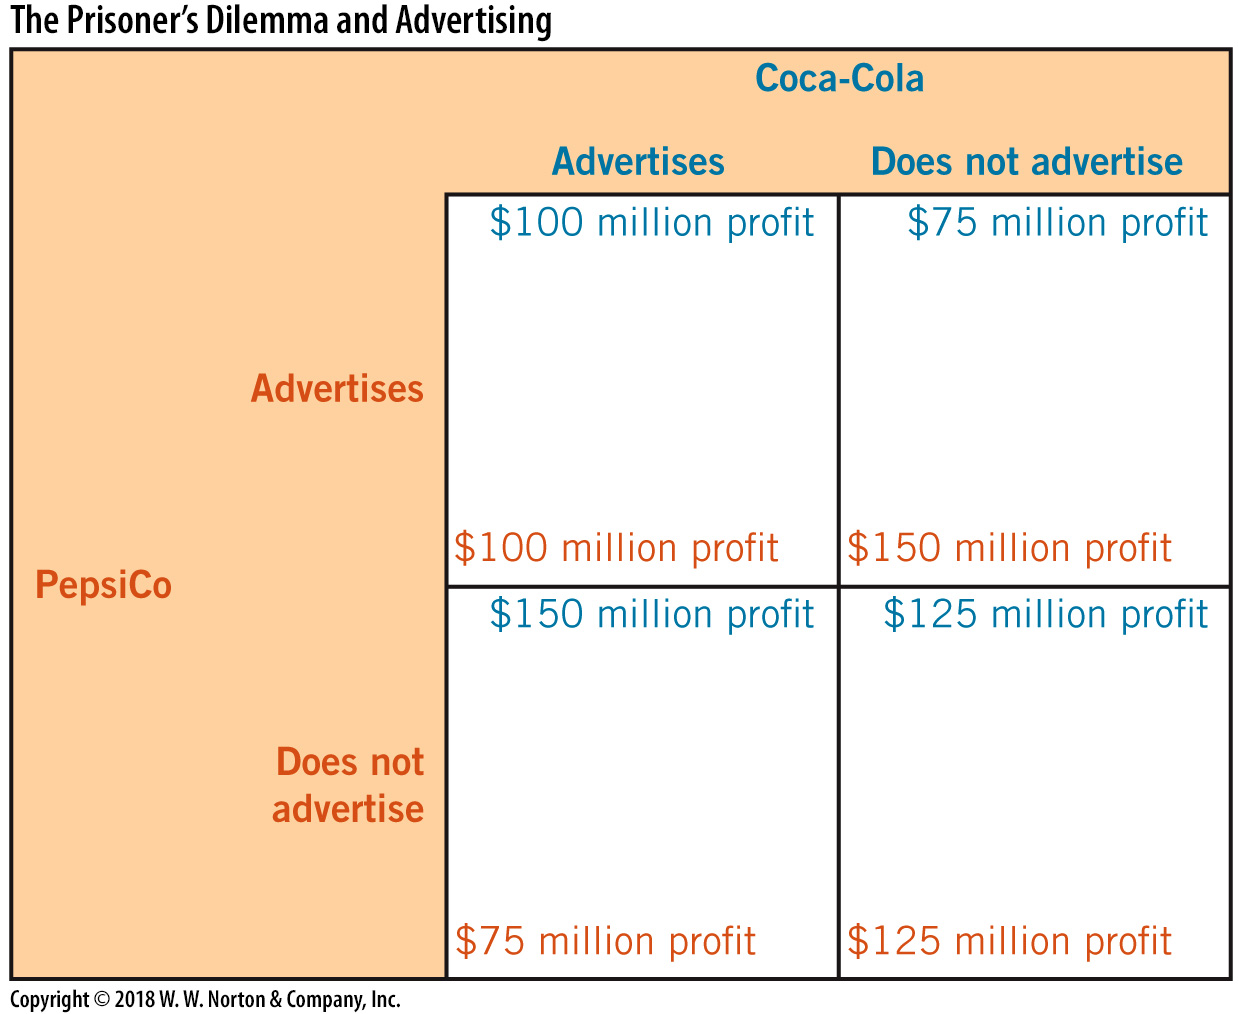 The Prisoner’s Dilemma and Advertising
Coca-Cola
Advertises
Does not advertise
$100 million profit
$75 million profit
Advertises
$100 million profit
$150 million profit
PepsiCo
$150 million profit
$125 million profit
Does not
advertise
$75 million profit
$125 million profit
Copyright © 2018 W. W. Norton & Company, Inc.